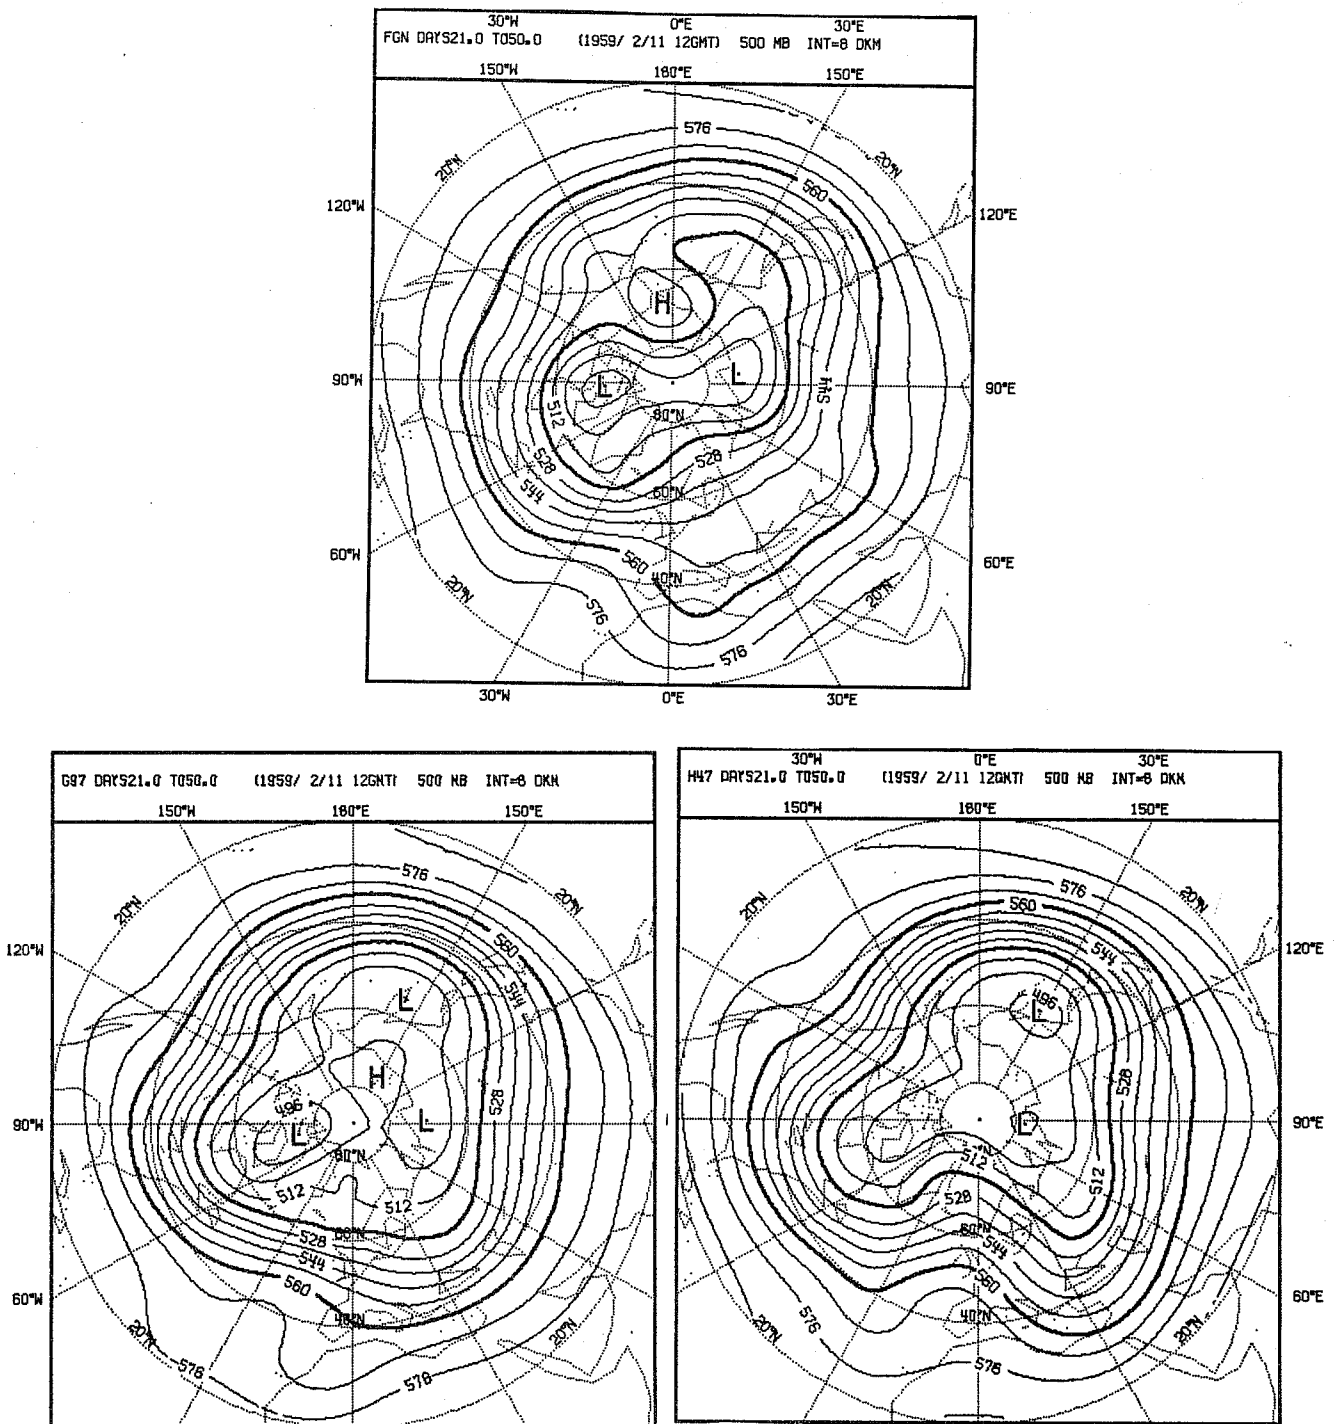 30°W 0°E 30°E
FGN DAYS21.0 TO50.0 (1959/ 2/11 12GMT) 500 MB INT=8 DKM
150°W 180°E 150°E
576
20°N 20°N
560
120°W 120°E
H
90°W L L 544 90°E
512 80°N
528 528
544 60°N
60°W 560 40°N 60°E
20°N 20°N
576
576
30°W 0°E 30°E
G97 DAYS21.0 TO50.0 (1959/ 2/11 12GMT) 500 MB INT=8 DKM
150°W 180°E 150°E
576
20°N 20°N
560
120°W 544
L
H
496 528
90°W L L
80°N
512 512
528 60°N
544
60°W 560
40°N
20°N 20°N
576 576
30°W 0°E 30°E
H47 DAYS21.0 TO50.0 (1959/ 2/11 12GMT) 500 MB INT=8 DKM
150°W 180°E 150°E
576
20°N 560 20°N
544 120°E
496
L
528
L 90°E
512
528 512
60°N
544
560 60°E
576 40°N
20°N 20°N
576